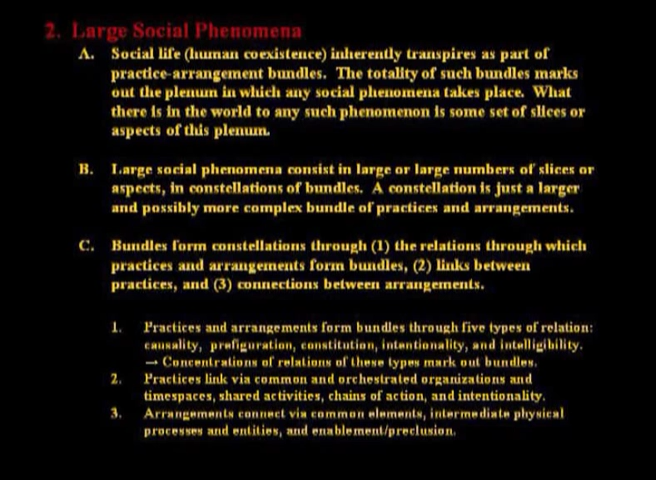 2. Large Social Phenomena
A. Social life (human coexistence) inherently transpires as part of
practice-arrangement bundles. The totality of such bundles marks
out the plenum in which any social phenomena takes place. What
there is in the world to any such phenomenon is some set of slices or
aspects of this plenum.
B. Large social phenomena consist in large or large numbers of slices or
aspects, in constellations of bundles. A constellation is just a larger
and possibly more complex bundle of practices and arrangements.
C. Bundles form constellations through (1) the relations through which
practices and arrangements form bundles, (2) links between
practices, and (3) connections between arrangements.
1. Practices and arrangements form bundles through five types of relation:
causality, prefiguration, constitution, intentionality, and intelligibility.
→ Concentrations of relations of these types mark out bundles.
2. Practices link via common and orchestrated organizations and
timespaces, shared activities, chains of action, and intentionality.
3. Arrangements connect via common elements, intermediate physical
processes and entities, and enablement/preclusion.